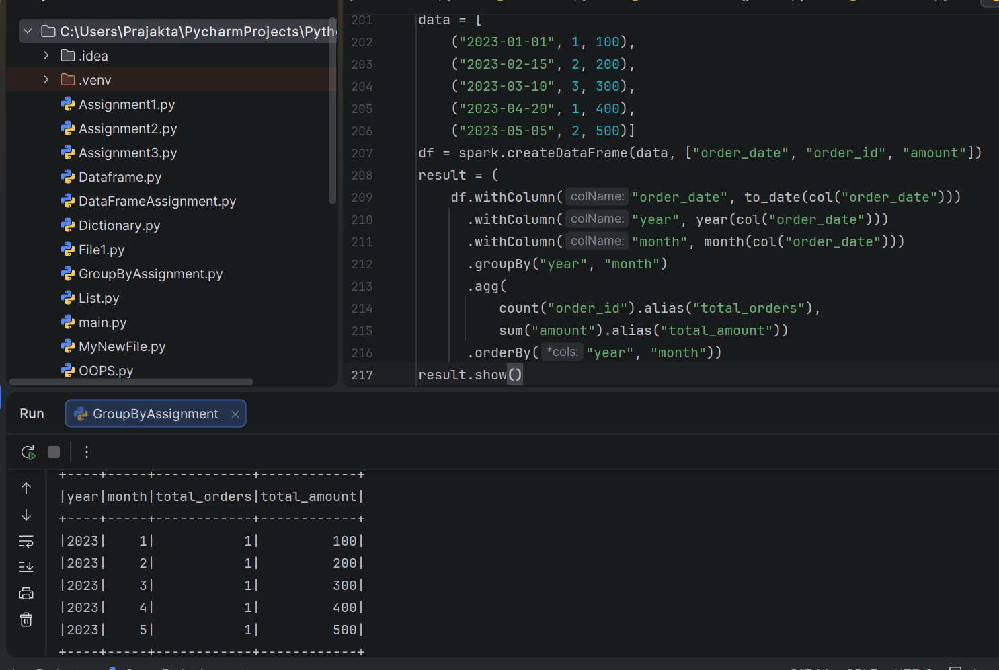 C:\Users\Prajakta\PycharmProjects\Pytho
.idea
.venv
Assignment1.py
Assignment2.py
Assignment3.py
Dataframe.py
DataFrameAssignment.py
Dictionary.py
File1.py
GroupByAssignment.py
List.py
main.py
MyNewFile.py
OOPS.py
201 data = [
202 ("2023-01-01", 1, 100),
203 ("2023-02-15", 2, 200),
204 ("2023-03-10", 3, 300),
205 ("2023-04-20", 1, 400),
206 ("2023-05-05", 2, 500)]
207 df = spark.createDataFrame(data, ["order_date", "order_id", "amount"])
208 result = (
209 df.withColumn( colName: "order_date", to_date(col("order_date")))
210 .withColumn( colName: "year", year(col("order_date")))
211 .withColumn( colName: "month", month(col("order_date")))
212 .groupBy("year", "month")
213 .agg(
214 count("order_id").alias("total_orders"),
215 sum("amount").alias("total_amount"))
216 .orderBy( *cols: "year", "month"))
217 result.show()
Run GroupByAssignment
+----+-----+------------+------------+
|year|month|total_orders|total_amount|
+----+-----+------------+------------+
|2023|    1|           1|         100|
|2023|    2|           1|         200|
|2023|    3|           1|         300|
|2023|    4|           1|         400|
|2023|    5|           1|         500|
+----+-----+------------+------------+